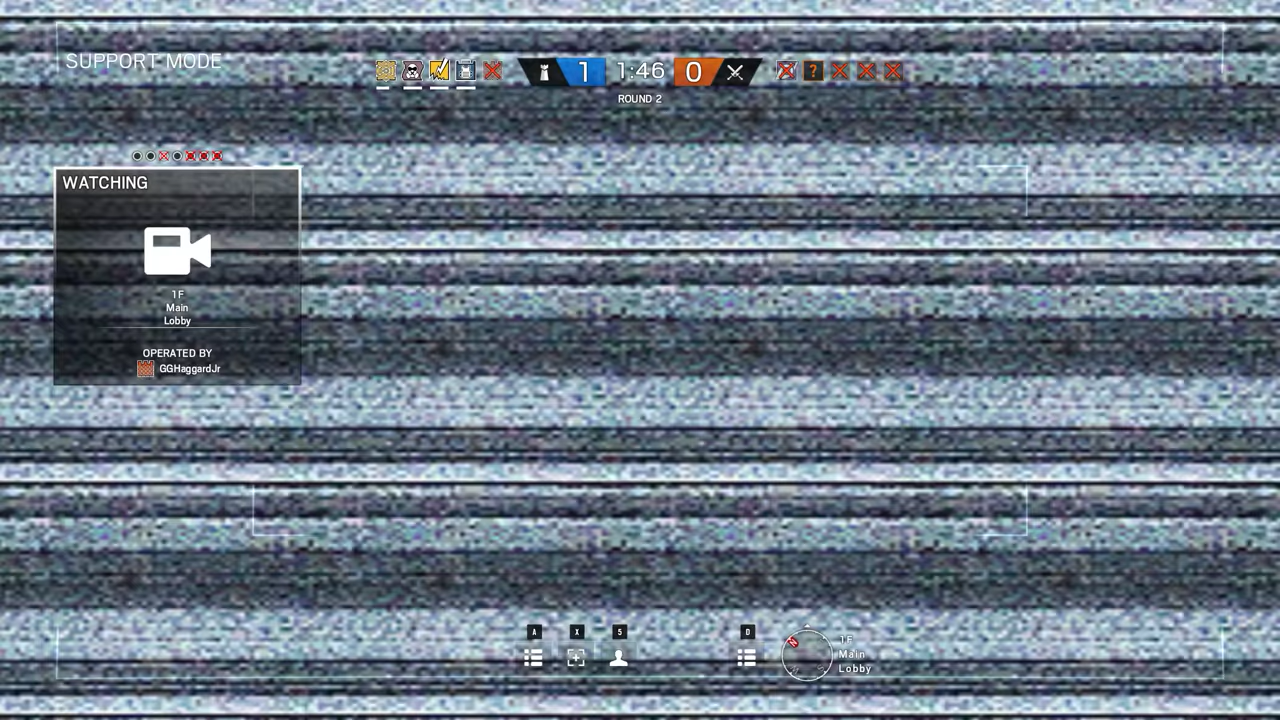 SUPPORT MODE
1 1:46 0
?
ROUND 2
WATCHING
1F
Main
Lobby
OPERATED BY
GGHaggardJr
A X 5 D
N
1F
Main
Lobby